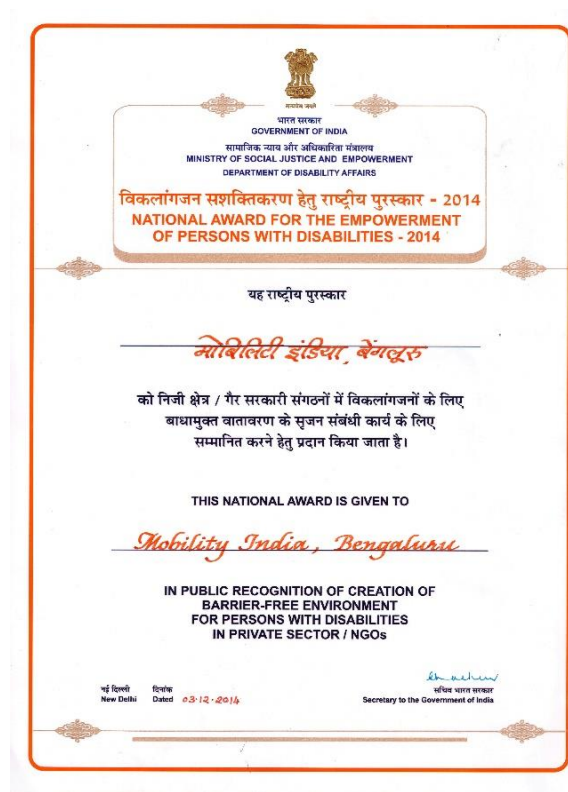 सत्यमेव जयते
भारत सरकार
GOVERNMENT OF INDIA
सामाजिक न्याय और अधिकारिता मंत्रालय
MINISTRY OF SOCIAL JUSTICE AND EMPOWERMENT
DEPARTMENT OF DISABILITY AFFAIRS
विकलांगजन सशक्तिकरण हेतु राष्ट्रीय पुरस्कार - 2014
NATIONAL AWARD FOR THE EMPOWERMENT
OF PERSONS WITH DISABILITIES - 2014
यह राष्ट्रीय पुरस्कार
मोबिलिटी इंडिया, बेंगलूरु
को निजी क्षेत्र / गैर सरकारी संगठनों में विकलांगजनों के लिए
बाधामुक्त वातावरण के सृजन संबंधी कार्य के लिए
सम्मानित करने हेतु प्रदान किया जाता है।
THIS NATIONAL AWARD IS GIVEN TO
Mobility India, Bengaluru
IN PUBLIC RECOGNITION OF CREATION OF
BARRIER-FREE ENVIRONMENT
FOR PERSONS WITH DISABILITIES
IN PRIVATE SECTOR / NGOs
नई दिल्ली दिनांक
New Delhi Dated 03.12.2014
सचिव भारत सरकार
Secretary to the Government of India